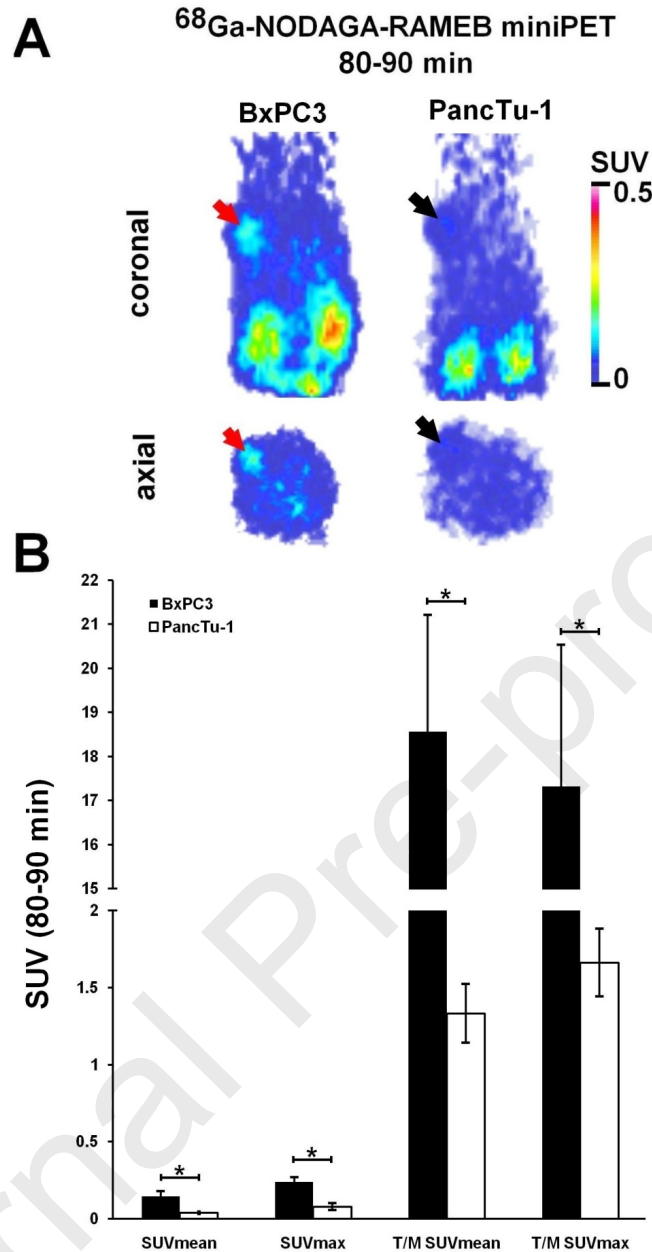 A
⁶⁸Ga-NODAGA-RAMEB miniPET
80-90 min
BxPC3 PancTu-1
SUV
0.5
0
coronal
axial
B
BxPC3
PancTu-1
22
21
20
19
18
17
16
15
2
1.5
1
0.5
0
SUV (80-90 min)
* * * *
SUVmean SUVmax T/M SUVmean T/M SUVmax
rnal Pre-pro